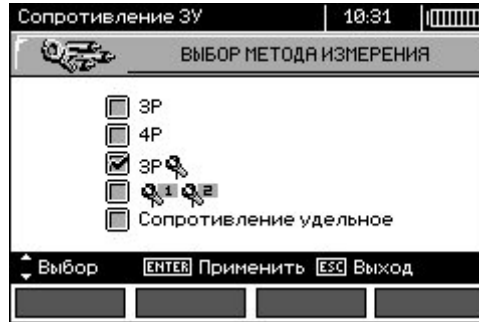 Сопротивление ЗУ 10:31
ВЫБОР МЕТОДА ИЗМЕРЕНИЯ
3P
4P
3P
1 2
Сопротивление удельное
Выбор ENTER Применить ESC Выход